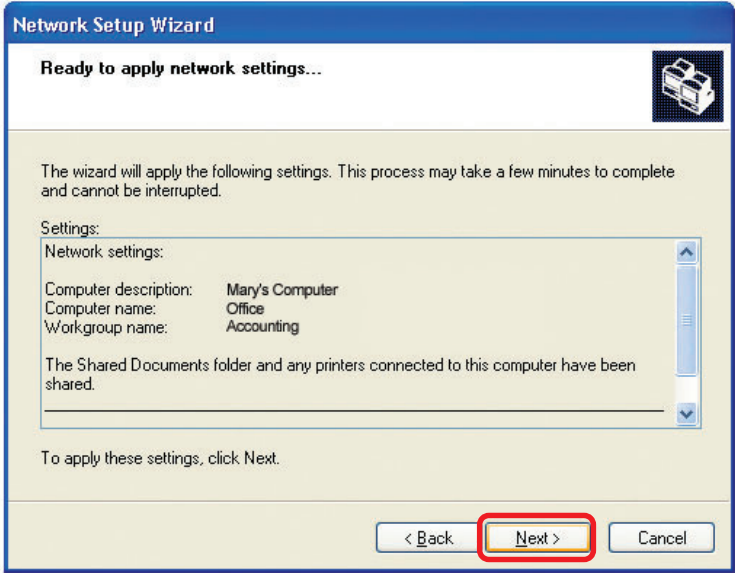 Network Setup Wizard
Ready to apply network settings...
The wizard will apply the following settings. This process may take a few minutes to complete
and cannot be interrupted.
Settings:
Network settings:
Computer description: Mary's Computer
Computer name: Office
Workgroup name: Accounting
The Shared Documents folder and any printers connected to this computer have been
shared.
To apply these settings, click Next.
< Back Next > Cancel